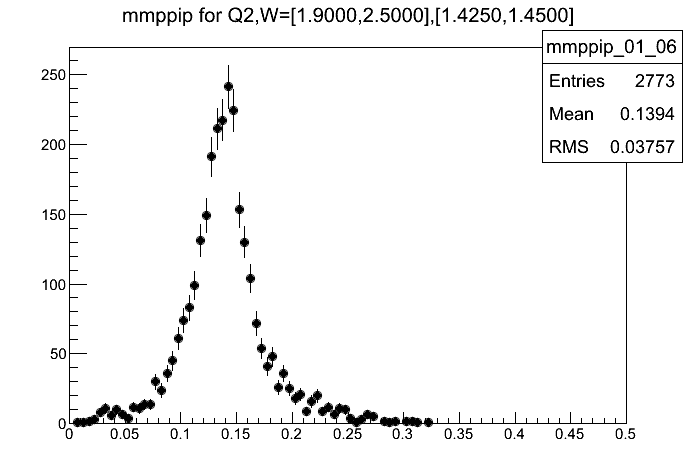 mmppip for Q2,W=[1.9000,2.5000],[1.4250,1.4500]
mmppip_01_06
Entries 2773
Mean 0.1394
RMS 0.03757
250
200
150
100
50
0
0 0.05 0.1 0.15 0.2 0.25 0.3 0.35 0.4 0.45 0.5